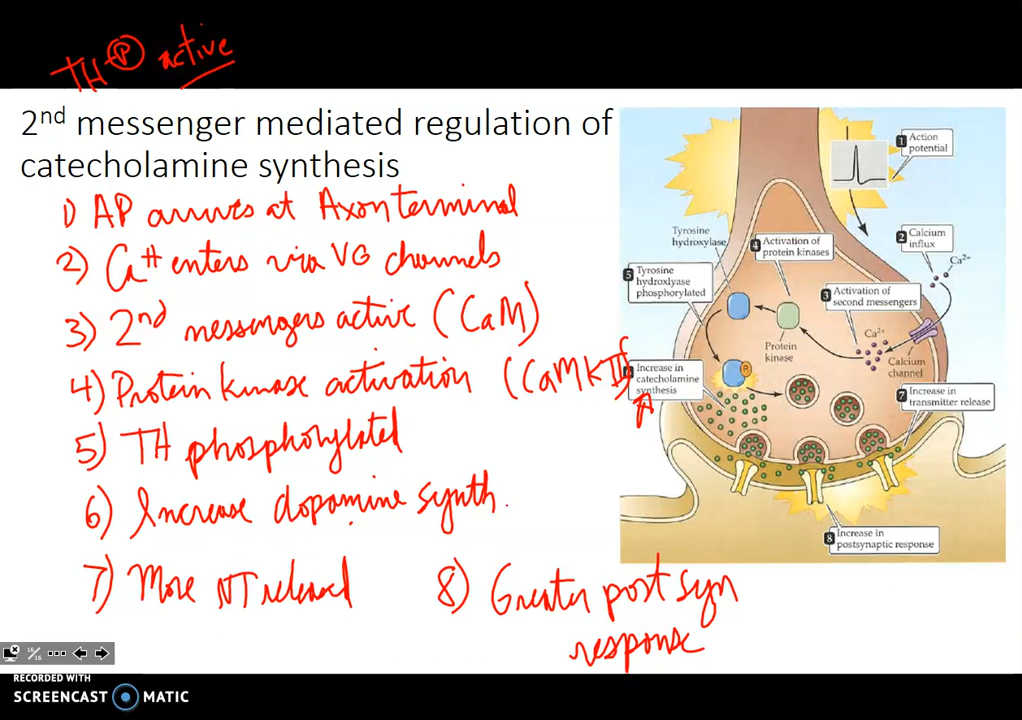 TH Ⓟ active
2nd messenger mediated regulation of
catecholamine synthesis
1) AP arrives at Axon terminal
2) Ca++ enters via VG channels
3) 2nd messengers active (CaM)
4) Protein kinase activation (CaMKII)
5) TH phosphorylated
6) Increase dopamine synth.
7) More NT released
8) Greater post syn
response
1 Action
potential
2 Calcium
influx
Ca2+
Tyrosine
hydroxylase
4 Activation of
protein kinases
5 Tyrosine
hydroxlyase
phosphorylated
3 Activation of
second messengers
Ca2+
Protein
kinase
Calcium
channel
P
Increase in
catecholamine
synthesis
7 Increase in
transmitter release
8 Increase in
postsynaptic response
16/16
RECORDED WITH
SCREENCAST MATIC